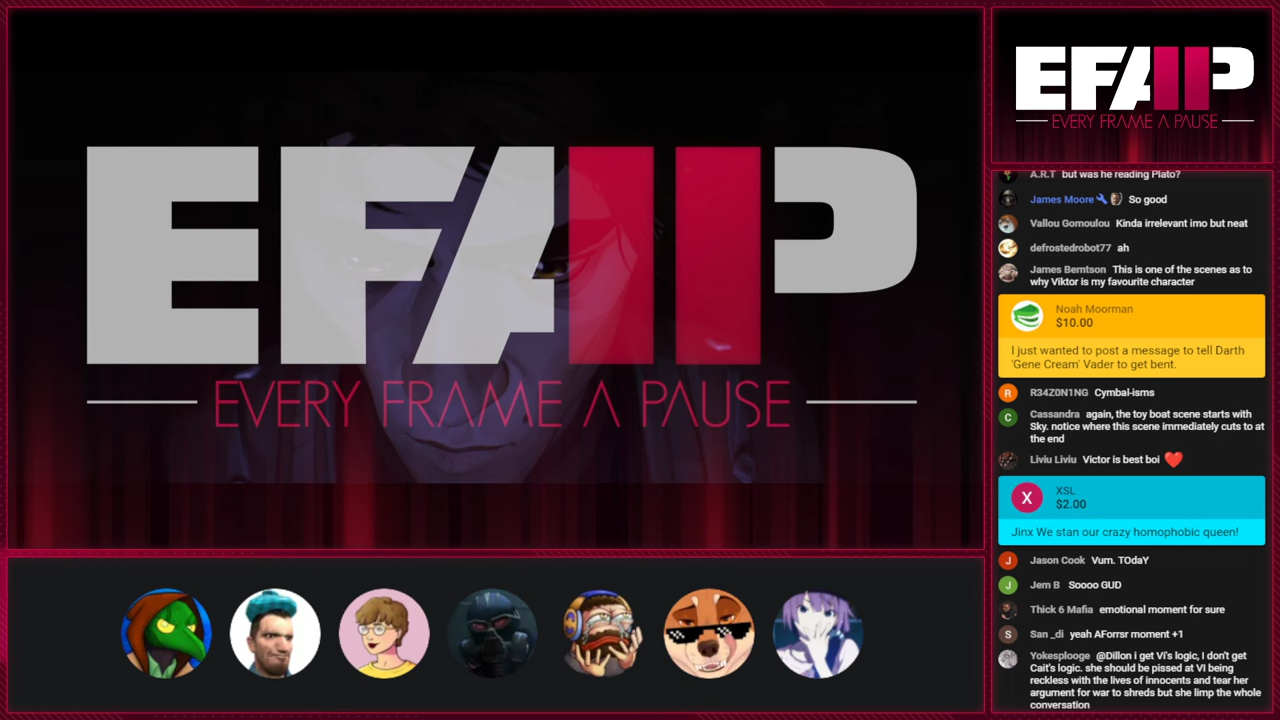 EFAP
EVERY FRAME A PAUSE
EFAP
EVERY FRAME A PAUSE
A.R.T but was he reading Plato?
James Moore So good
Vallou Gomoulou Kinda irrelevant imo but neat
defrostedrobot77 ah
James Berntson This is one of the scenes as to
why Viktor is my favourite character
Noah Moorman
$10.00
I just wanted to post a message to tell Darth
'Gene Cream' Vader to get bent.
R
R34Z0N1NG Cymbal-isms
C
Cassandra again, the toy boat scene starts with
Sky. notice where this scene immediately cuts to at
the end
Liviu Liviu Victor is best boi ❤️
X
XSL
$2.00
Jinx We stan our crazy homophobic queen!
J
Jason Cook Vum. TOdaY
J
Jem B Soooo GUD
Thick 6 Mafia emotional moment for sure
S
San _di yeah AForrsr moment +1
Yokesplooge @Dillon i get Vi's logic, I don't get
Cait's logic. she should be pissed at VI being
reckless with the lives of innocents and tear her
argument for war to shreds but she limp the whole
conversation